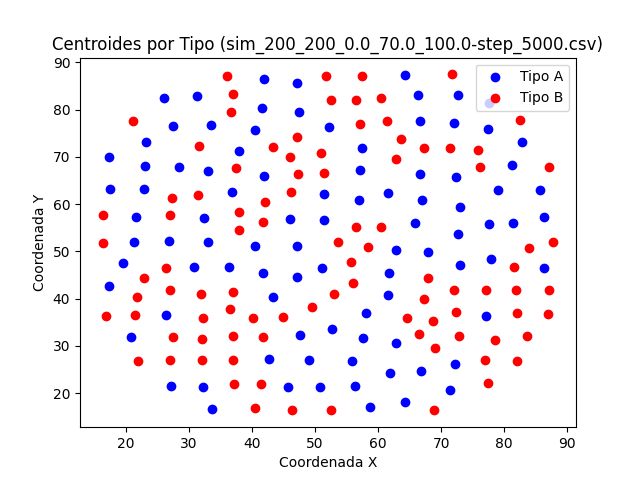 Centroides por Tipo (sim_200_200_0.0_70.0_100.0-step_5000.csv)
Tipo A
Tipo B
90
80
70
60
50
40
30
20
Coordenada Y
20 30 40 50 60 70 80 90
Coordenada X